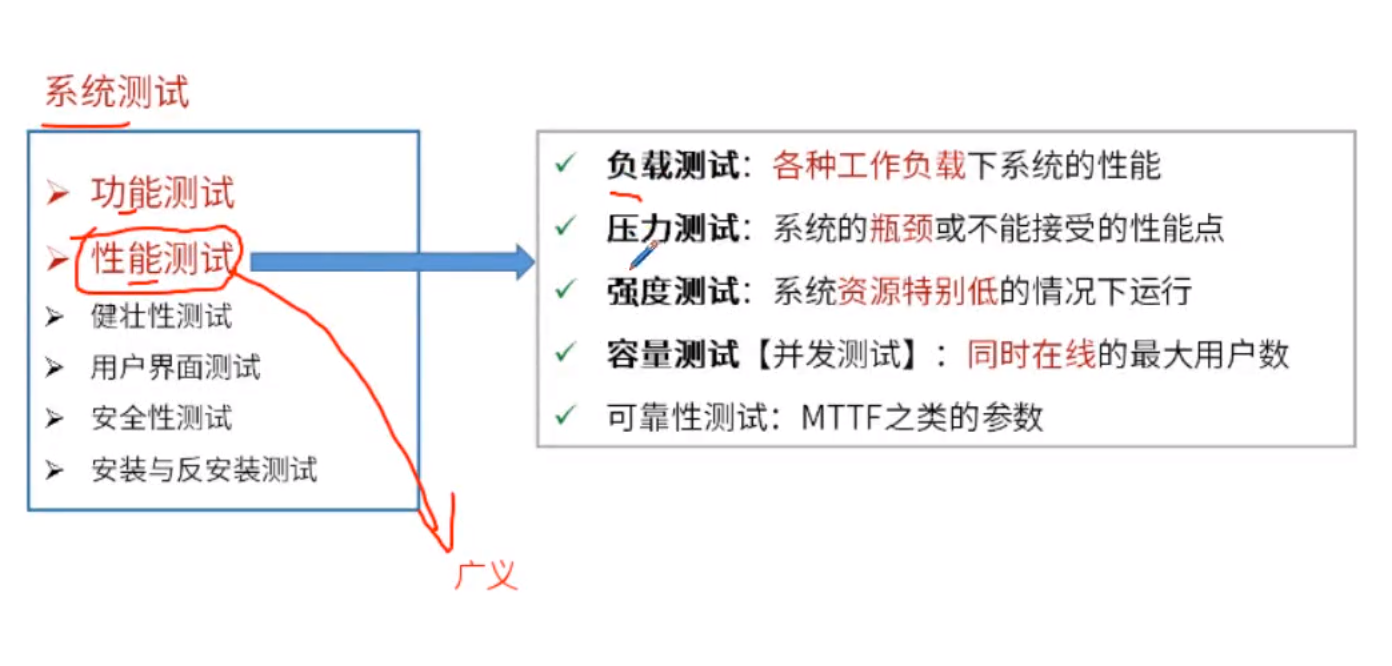 系统测试
功能测试
性能测试
健壮性测试
用户界面测试
安全性测试
安装与反安装测试
负载测试：各种工作负载下系统的性能
压力测试：系统的瓶颈或不能接受的性能点
强度测试：系统资源特别低的情况下运行
容量测试【并发测试】：同时在线的最大用户数
可靠性测试：MTTF之类的参数
广义